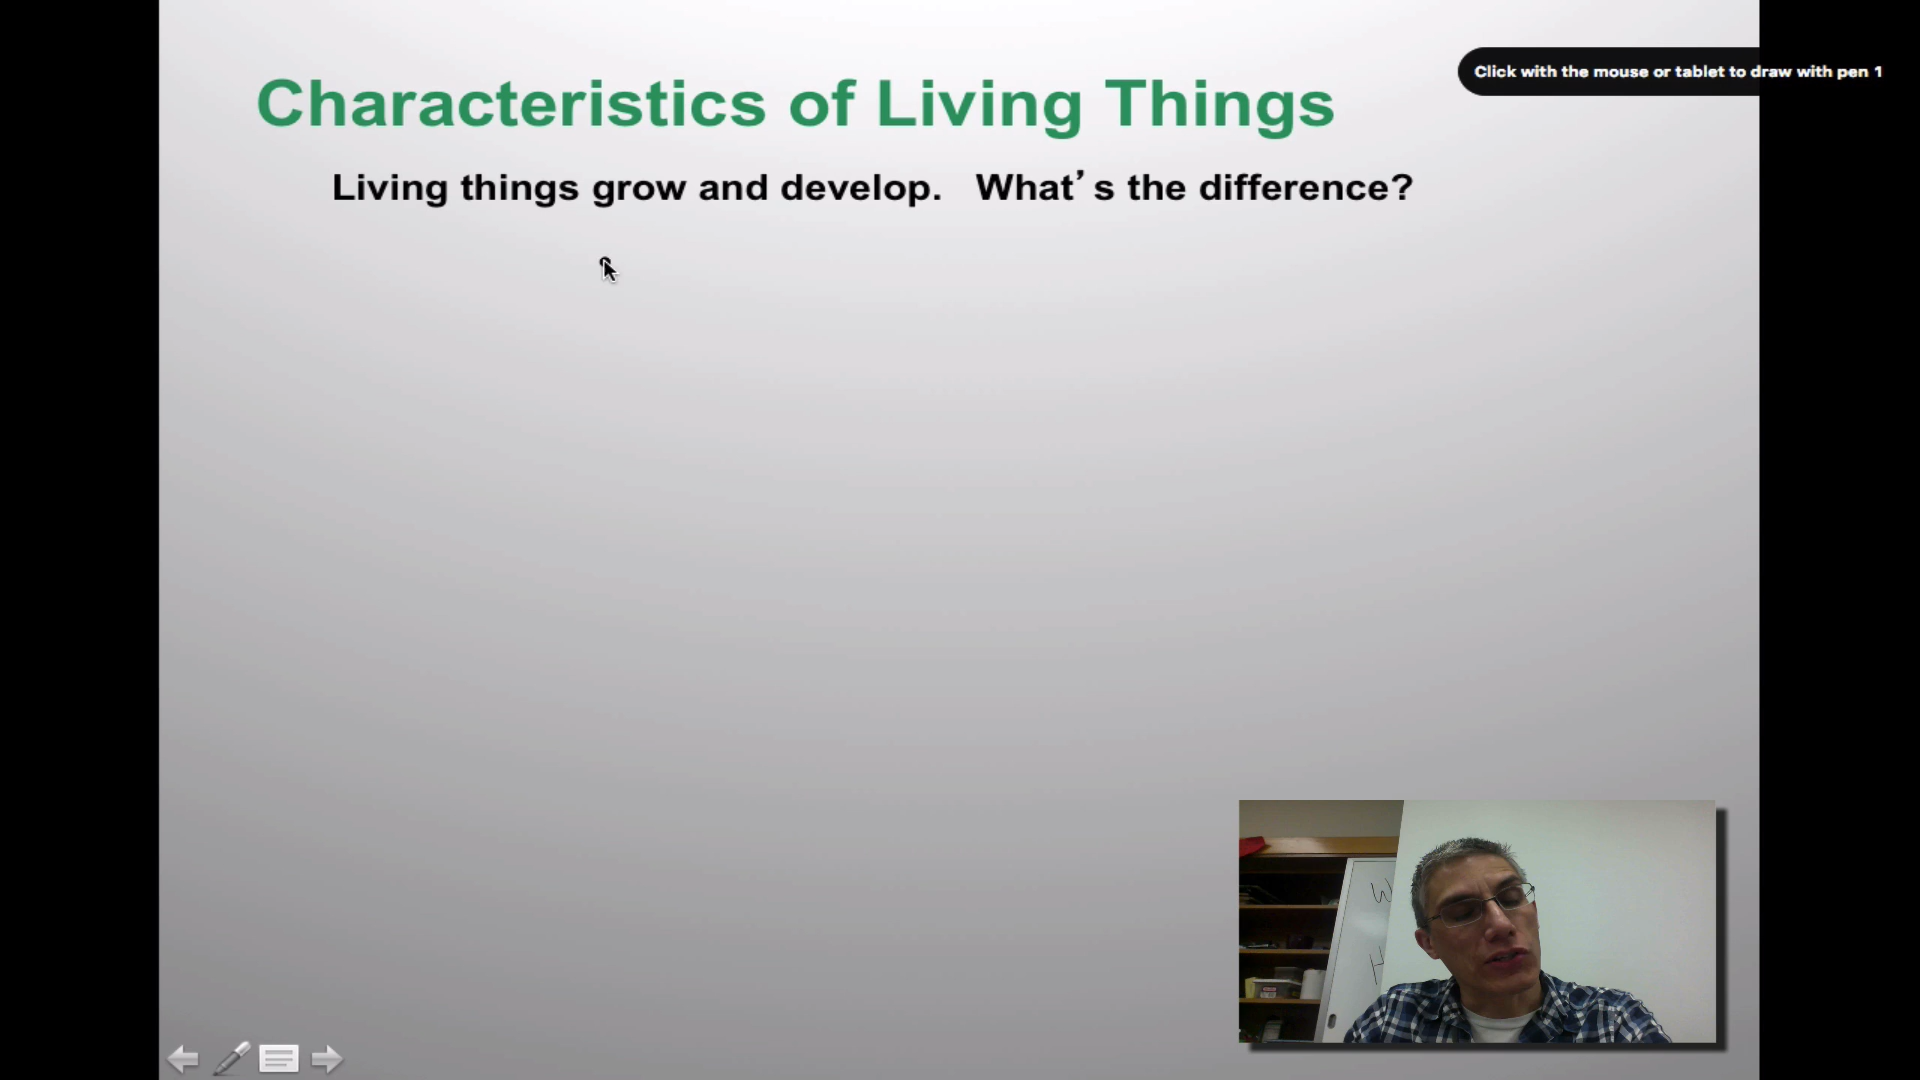 Click with the mouse or tablet to draw with pen 1
Characteristics of Living Things
Living things grow and develop. What's the difference?
W
H